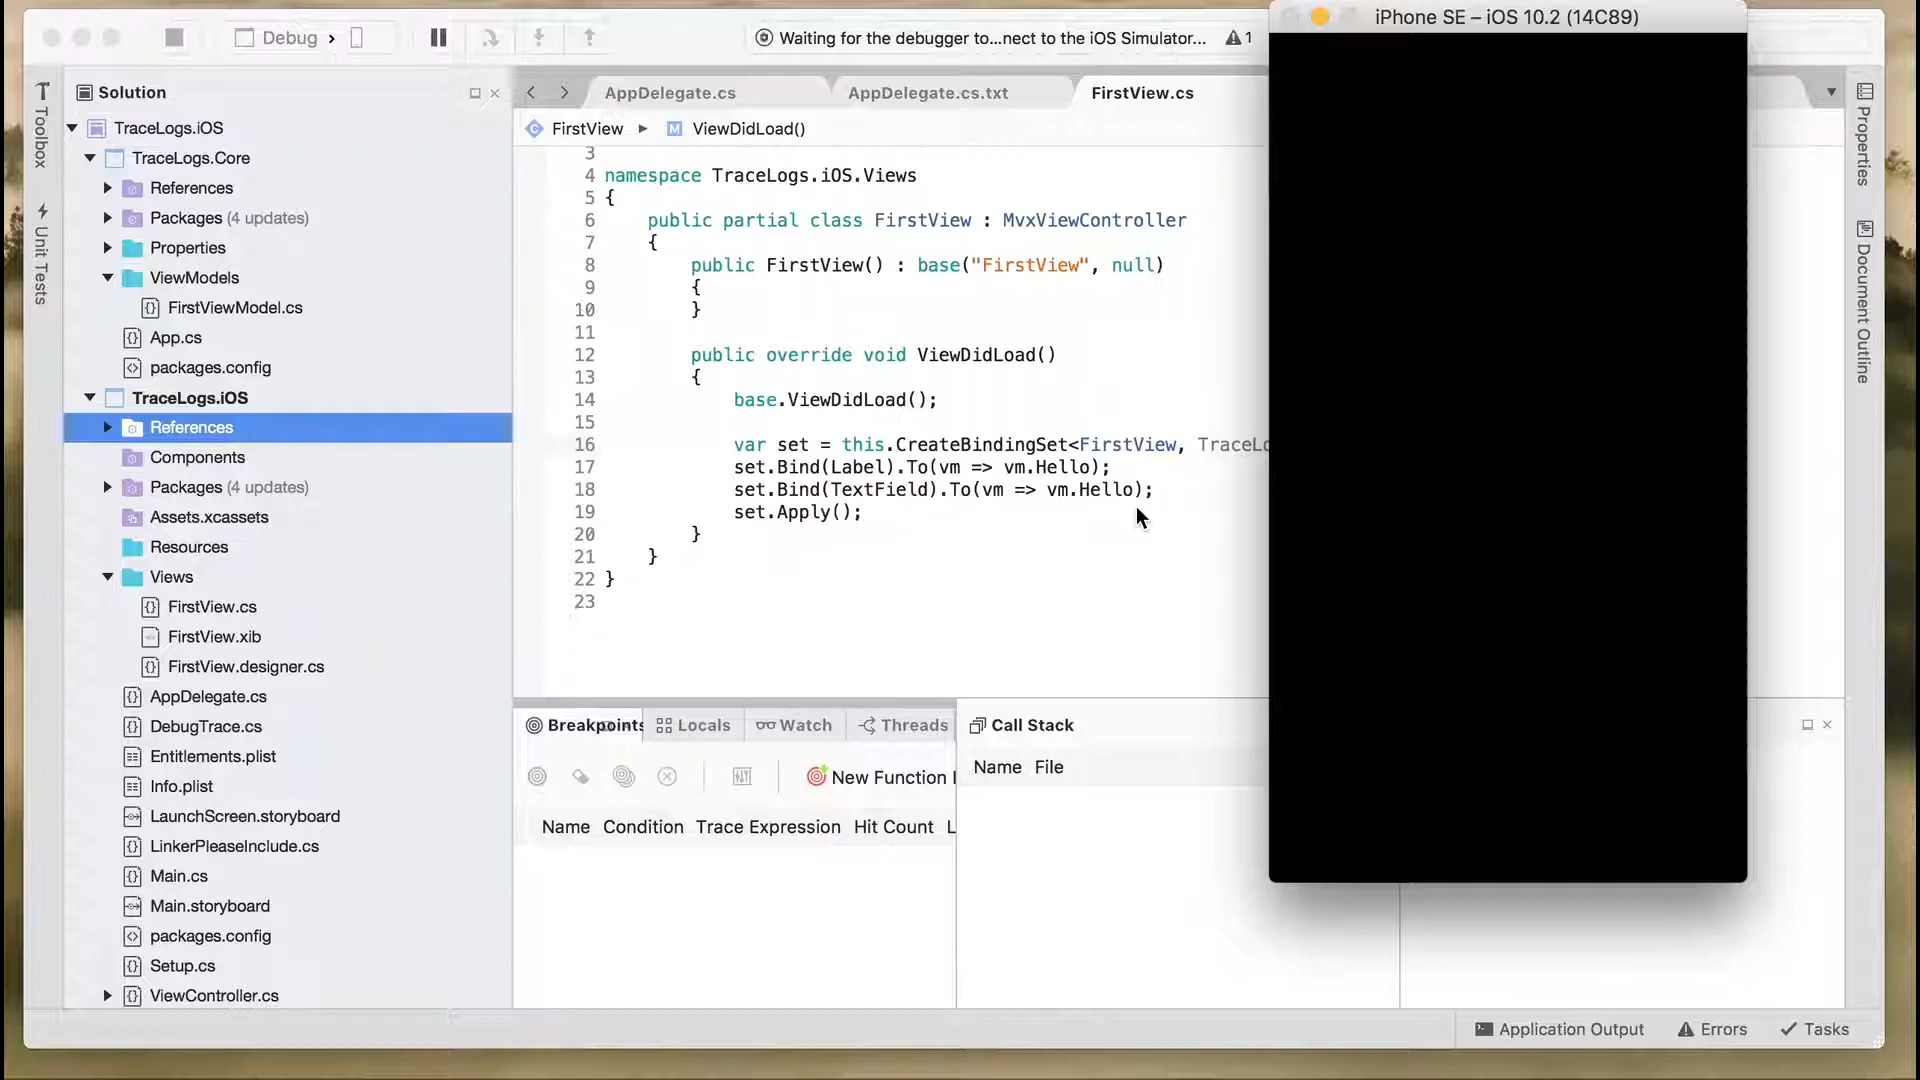 Debug
Waiting for the debugger to...nect to the iOS Simulator...
1
iPhone SE – iOS 10.2 (14C89)
Toolbox
Unit Tests
Solution
TraceLogs.iOS
TraceLogs.Core
References
Packages (4 updates)
Properties
ViewModels
FirstViewModel.cs
App.cs
packages.config
TraceLogs.iOS
References
Components
Packages (4 updates)
Assets.xcassets
Resources
Views
FirstView.cs
FirstView.xib
FirstView.designer.cs
AppDelegate.cs
DebugTrace.cs
Entitlements.plist
Info.plist
LaunchScreen.storyboard
LinkerPleaseInclude.cs
Main.cs
Main.storyboard
packages.config
Setup.cs
ViewController.cs
AppDelegate.cs
AppDelegate.cs.txt
FirstView.cs
FirstView
M ViewDidLoad()
3
4 namespace TraceLogs.iOS.Views
5 {
6 public partial class FirstView : MvxViewController
7 {
8 public FirstView() : base("FirstView", null)
9 {
10 }
11
12 public override void ViewDidLoad()
13 {
14 base.ViewDidLoad();
15
16 var set = this.CreateBindingSet<FirstView, TraceLo
17 set.Bind(Label).To(vm => vm.Hello);
18 set.Bind(TextField).To(vm => vm.Hello);
19 set.Apply();
20 }
21 }
22 }
23
Breakpoints
Locals
Watch
Threads
New Function
Name Condition Trace Expression Hit Count L
Call Stack
Name File
Properties
Document Outline
Application Output
Errors
Tasks